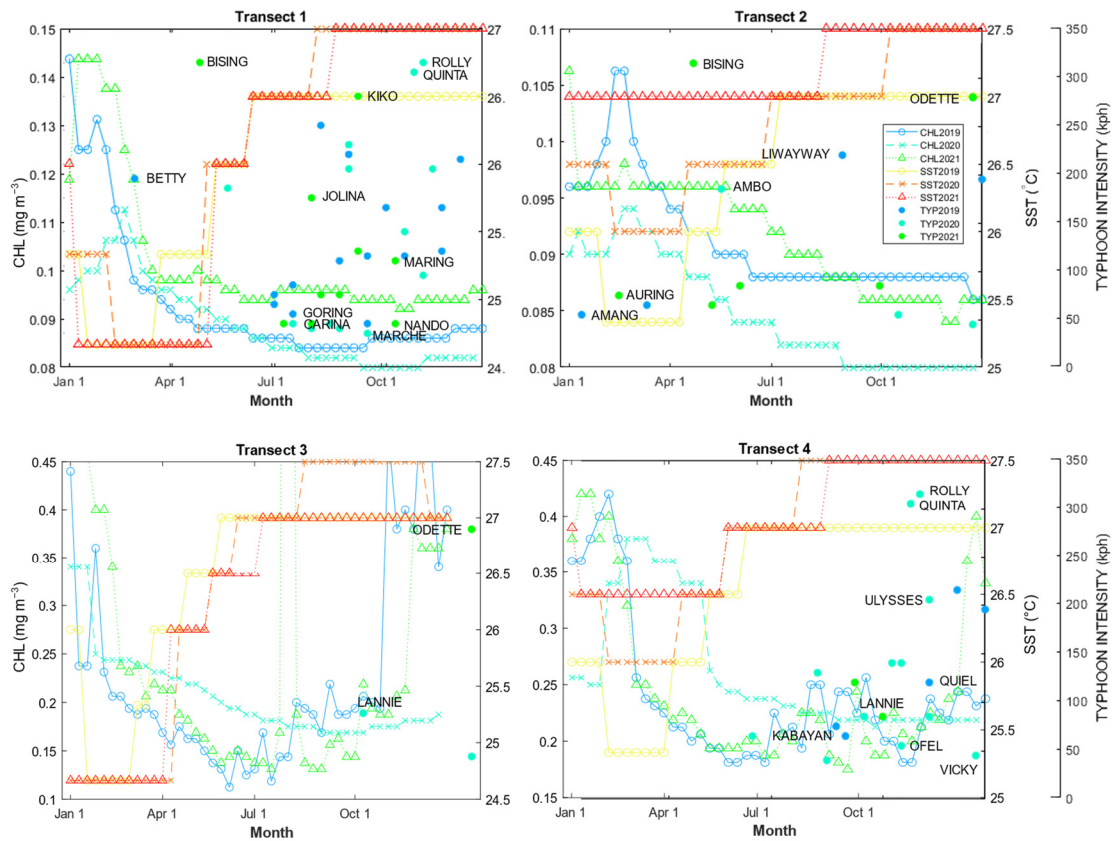 Transect 1
0.15
0.14
0.13
0.12
0.11
0.1
0.09
0.08
CHL (mg m⁻³)
27
26.
26
25.
25
24.
Jan 1
Apr 1
Jul 1
Oct 1
Month
BISING
ROLLY
QUINTA
KIKO
BETTY
JOLINA
MARING
GORING
CARINA
NANDO
MARCHE
Transect 2
0.11
0.105
0.1
0.095
0.09
0.085
0.08
27.5
27
26.5
26
25.5
25
SST (°C)
350
300
250
200
150
100
50
0
TYPHOON INTENSITY (kph)
Jan 1
Apr 1
Jul 1
Oct 1
Month
BISING
ODETTE
LIWAYWAY
AMBO
AURING
AMANG
CHL2019
CHL2020
CHL2021
SST2019
SST2020
SST2021
TYP2019
TYP2020
TYP2021
Transect 3
0.45
0.4
0.35
0.3
0.25
0.2
0.15
0.1
CHL (mg m⁻³)
27.5
27
26.5
26
25.5
25
24.5
Jan 1
Apr 1
Jul 1
Oct 1
Month
ODETTE
LANNIE
Transect 4
0.45
0.4
0.35
0.3
0.25
0.2
0.15
27.5
27
26.5
26
25.5
25
SST (°C)
350
300
250
200
150
100
50
0
TYPHOON INTENSITY (kph)
Jan 1
Apr 1
Jul 1
Oct 1
Month
ROLLY
QUINTA
ULYSSES
QUIEL
LANNIE
KABAYAN
OFEL
VICKY